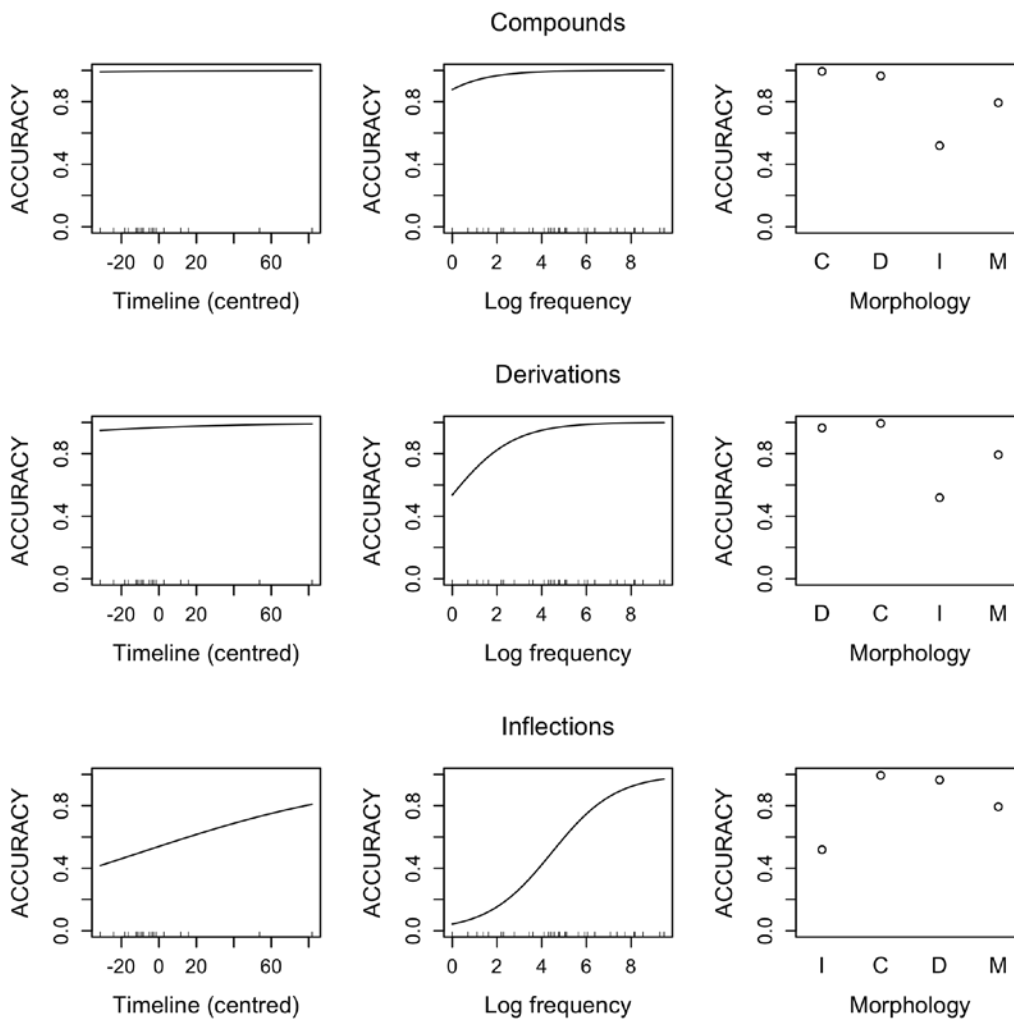 Compounds
ACCURACY
0.0 0.4 0.8
-20 0 20 60
Timeline (centred)
ACCURACY
0.0 0.4 0.8
0 2 4 6 8
Log frequency
ACCURACY
0.0 0.4 0.8
C D I M
Morphology
Derivations
ACCURACY
0.0 0.4 0.8
-20 0 20 60
Timeline (centred)
ACCURACY
0.0 0.4 0.8
0 2 4 6 8
Log frequency
ACCURACY
0.0 0.4 0.8
D C I M
Morphology
Inflections
ACCURACY
0.0 0.4 0.8
-20 0 20 60
Timeline (centred)
ACCURACY
0.0 0.4 0.8
0 2 4 6 8
Log frequency
ACCURACY
0.0 0.4 0.8
I C D M
Morphology